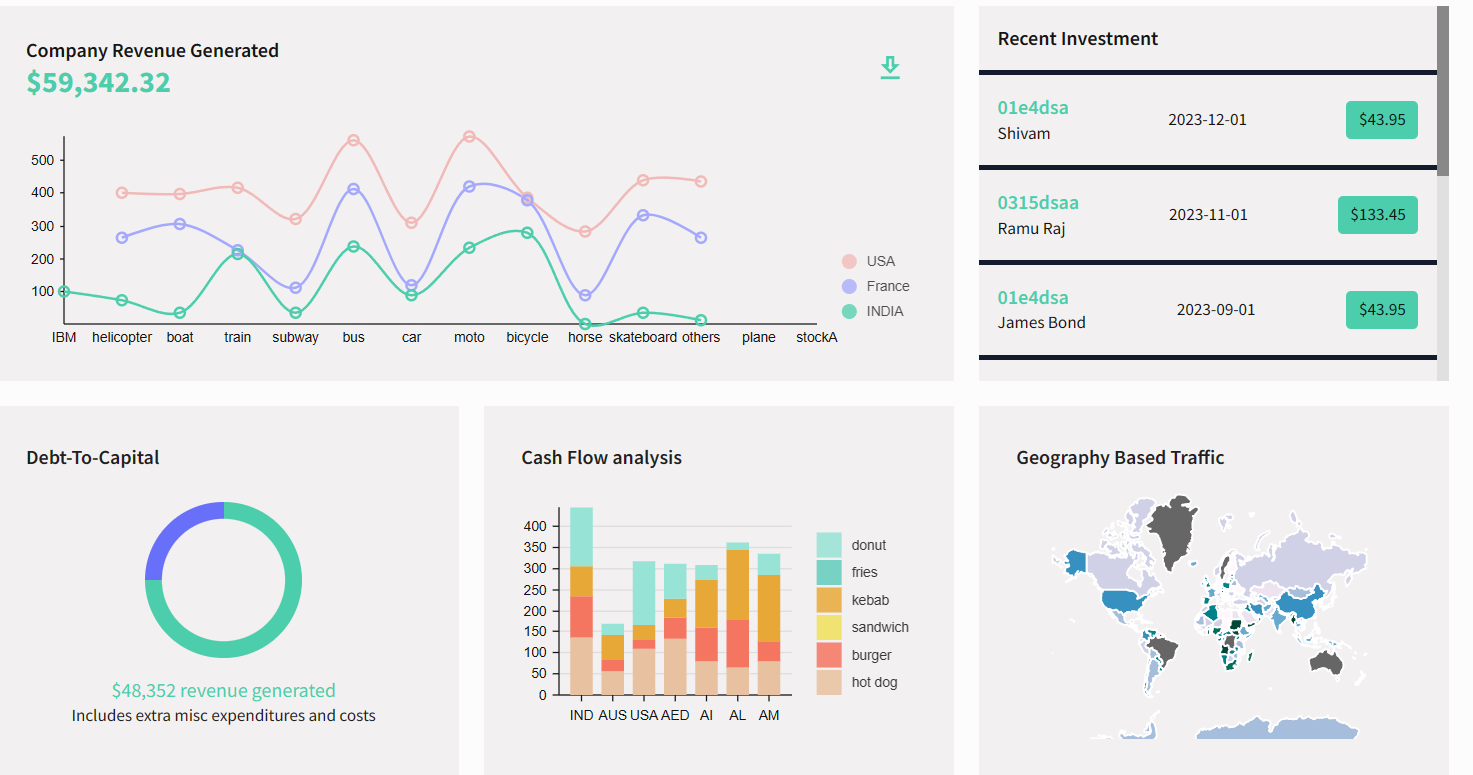 Company Revenue Generated
$59,342.32
500
400
300
200
100
IBM helicopter boat train subway bus car moto bicycle horse skateboard others plane stockA
USA
France
INDIA
Recent Investment
01e4dsa
Shivam
2023-12-01
$43.95
0315dsaa
Ramu Raj
2023-11-01
$133.45
01e4dsa
James Bond
2023-09-01
$43.95
Debt-To-Capital
$48,352 revenue generated
Includes extra misc expenditures and costs
Cash Flow analysis
400
350
300
250
200
150
100
50
0
IND AUS USA AED AI AL AM
donut
fries
kebab
sandwich
burger
hot dog
Geography Based Traffic